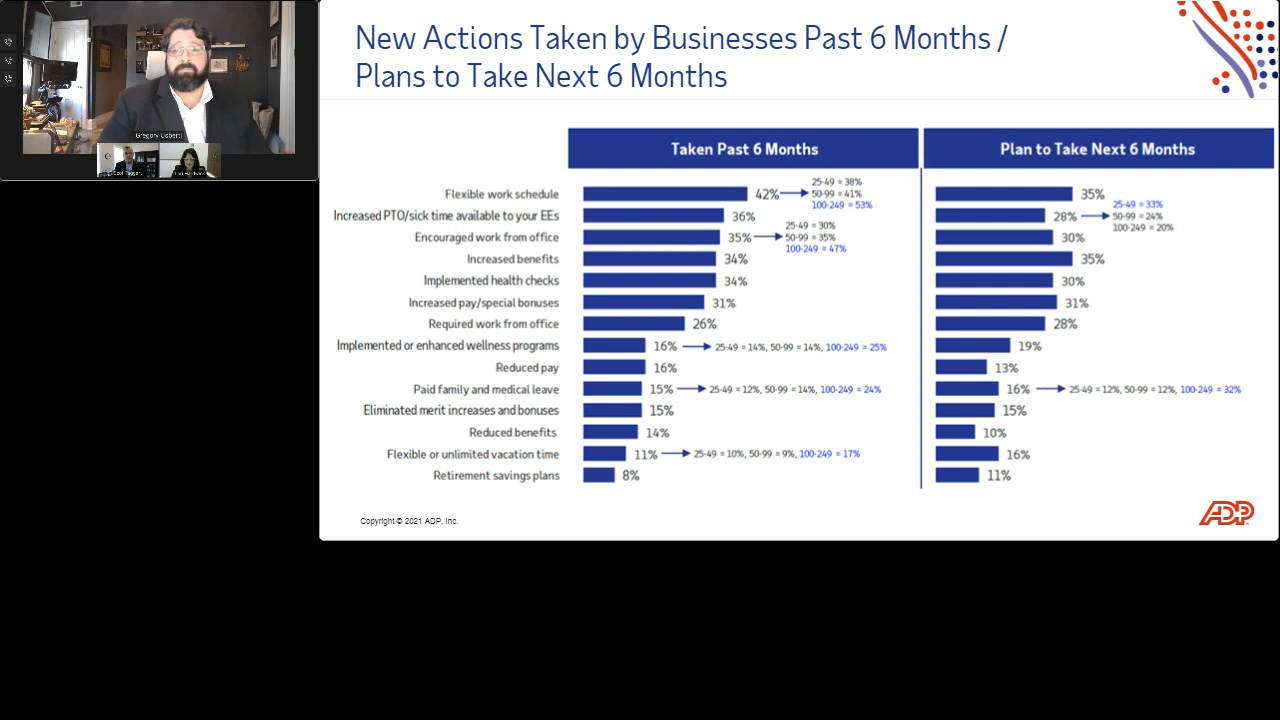 New Actions Taken by Businesses Past 6 Months /
Plans to Take Next 6 Months
Taken Past 6 Months
Plan to Take Next 6 Months
Flexible work schedule 42% 25-49 = 38% 35%
50-99 = 41%
100-249 = 53%
Increased PTO/sick time available to your EEs 36% 28% 25-49 = 33%
50-99 = 24%
100-249 = 20%
Encouraged work from office 35% 25-49 = 30% 30%
50-99 = 35%
100-249 = 47%
Increased benefits 34% 35%
Implemented health checks 34% 30%
Increased pay/special bonuses 31% 31%
Required work from office 26% 28%
Implemented or enhanced wellness programs 16% 25-49 = 14%, 50-99 = 14%, 100-249 = 25% 19%
Reduced pay 16% 13%
Paid family and medical leave 15% 25-49 = 12%, 50-99 = 14%, 100-249 = 24% 16% 25-49 = 12%, 50-99 = 12%, 100-249 = 32%
Eliminated merit increases and bonuses 15% 15%
Reduced benefits 14% 10%
Flexible or unlimited vacation time 11% 25-49 = 10%, 50-99 = 9%, 100-249 = 17% 16%
Retirement savings plans 8% 11%
Copyright © 2021 ADP, Inc.
ADP
Gregory